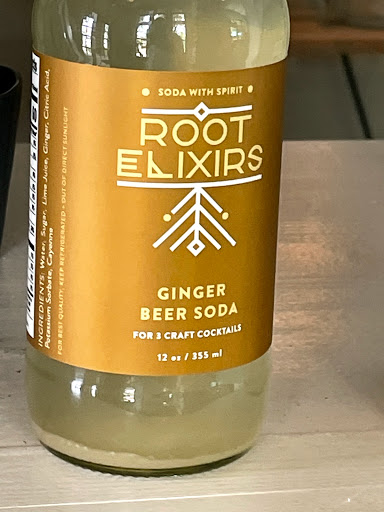 SODA WITH SPIRIT
ROOT
ELIXIRS
GINGER
BEER SODA
FOR 3 CRAFT COCKTAILS
12 oz / 355 ml
INGREDIENTS: Water, Sugar, Lime Juice, Ginger, Citric Acid,
Potassium Sorbate, Cayenne
FOR BEST QUALITY, KEEP REFRIGERATED + OUT OF DIRECT SUNLIGHT